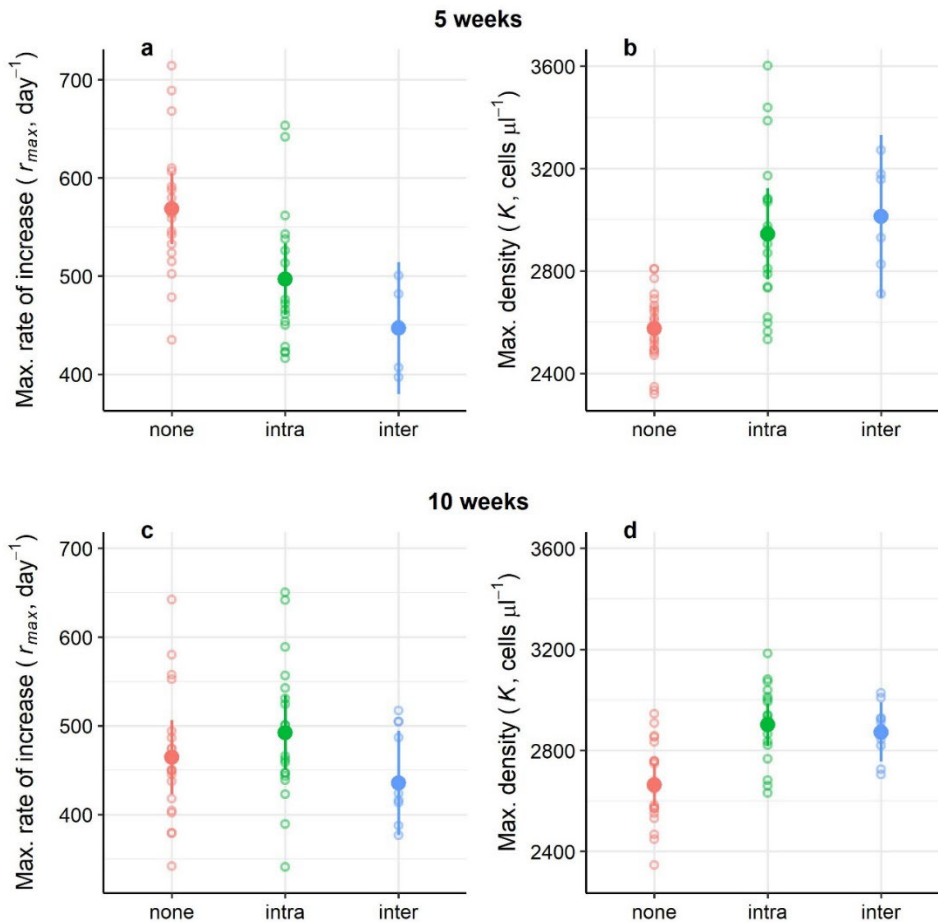 5 weeks
a
Max. rate of increase ( r_max, day⁻¹)
700
600
500
400
none intra inter
b
Max. density ( K, cells μl⁻¹)
3600
3200
2800
2400
none intra inter
10 weeks
c
Max. rate of increase ( r_max, day⁻¹)
700
600
500
400
none intra inter
d
Max. density ( K, cells μl⁻¹)
3600
3200
2800
2400
none intra inter